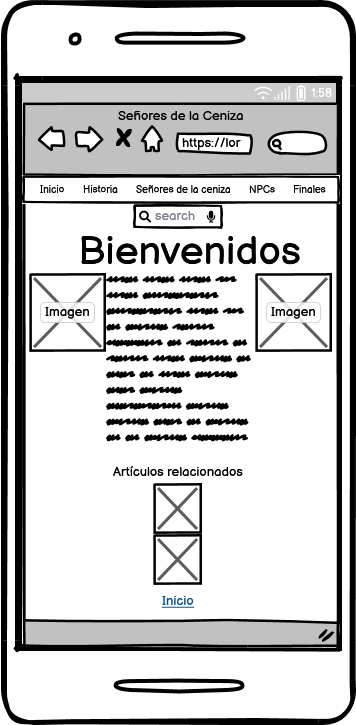 1:58
Señores de la Ceniza
https://lor
Inicio Historia Señores de la ceniza NPCs Finales
search
Bienvenidos
Imagen Imagen
Artículos relacionados
Inicio